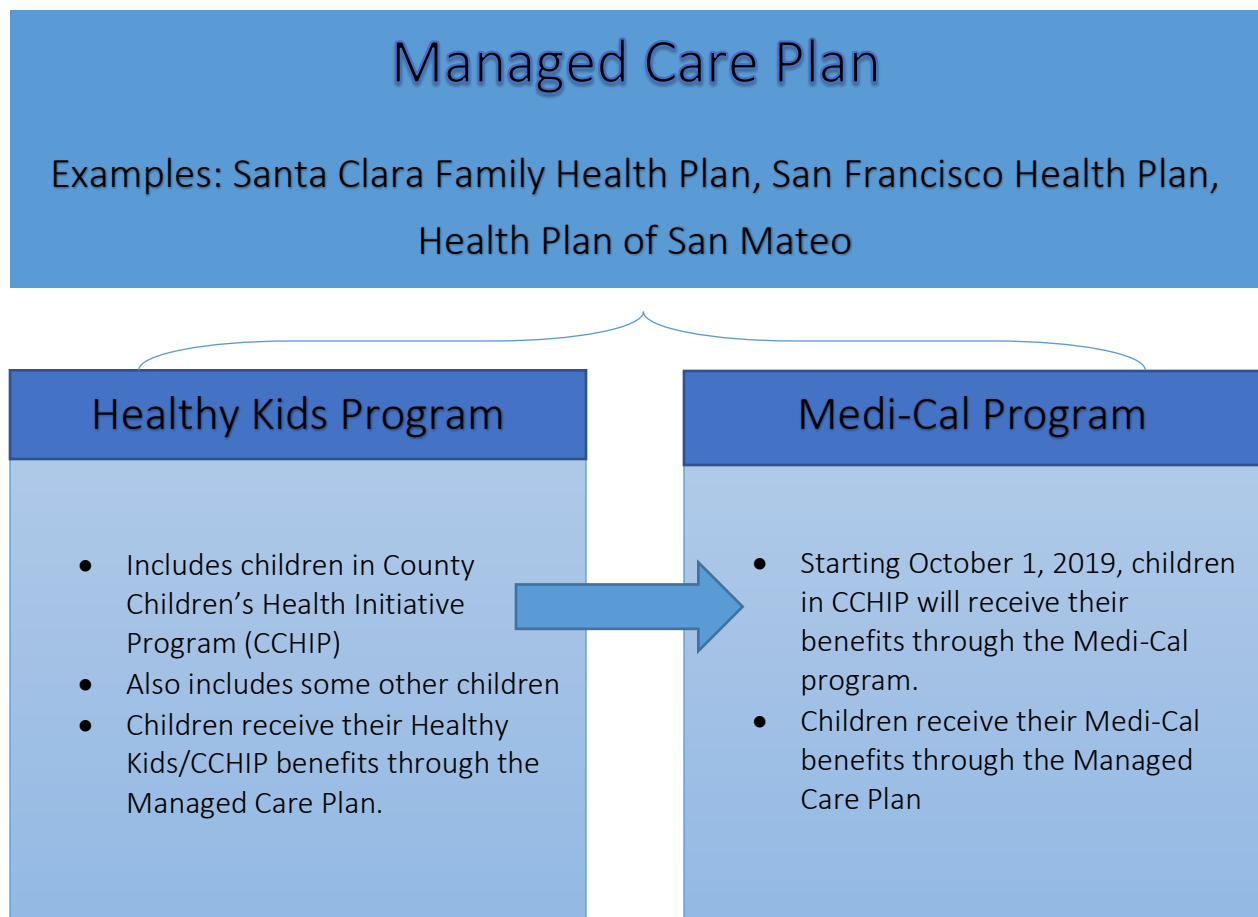 Managed Care Plan
Examples: Santa Clara Family Health Plan, San Francisco Health Plan,
Health Plan of San Mateo
Healthy Kids Program
• Includes children in County
Children’s Health Initiative
Program (CCHIP)
• Also includes some other children
• Children receive their Healthy
Kids/CCHIP benefits through the
Managed Care Plan.
Medi-Cal Program
• Starting October 1, 2019, children
in CCHIP will receive their
benefits through the Medi-Cal
program.
• Children receive their Medi-Cal
benefits through the Managed
Care Plan